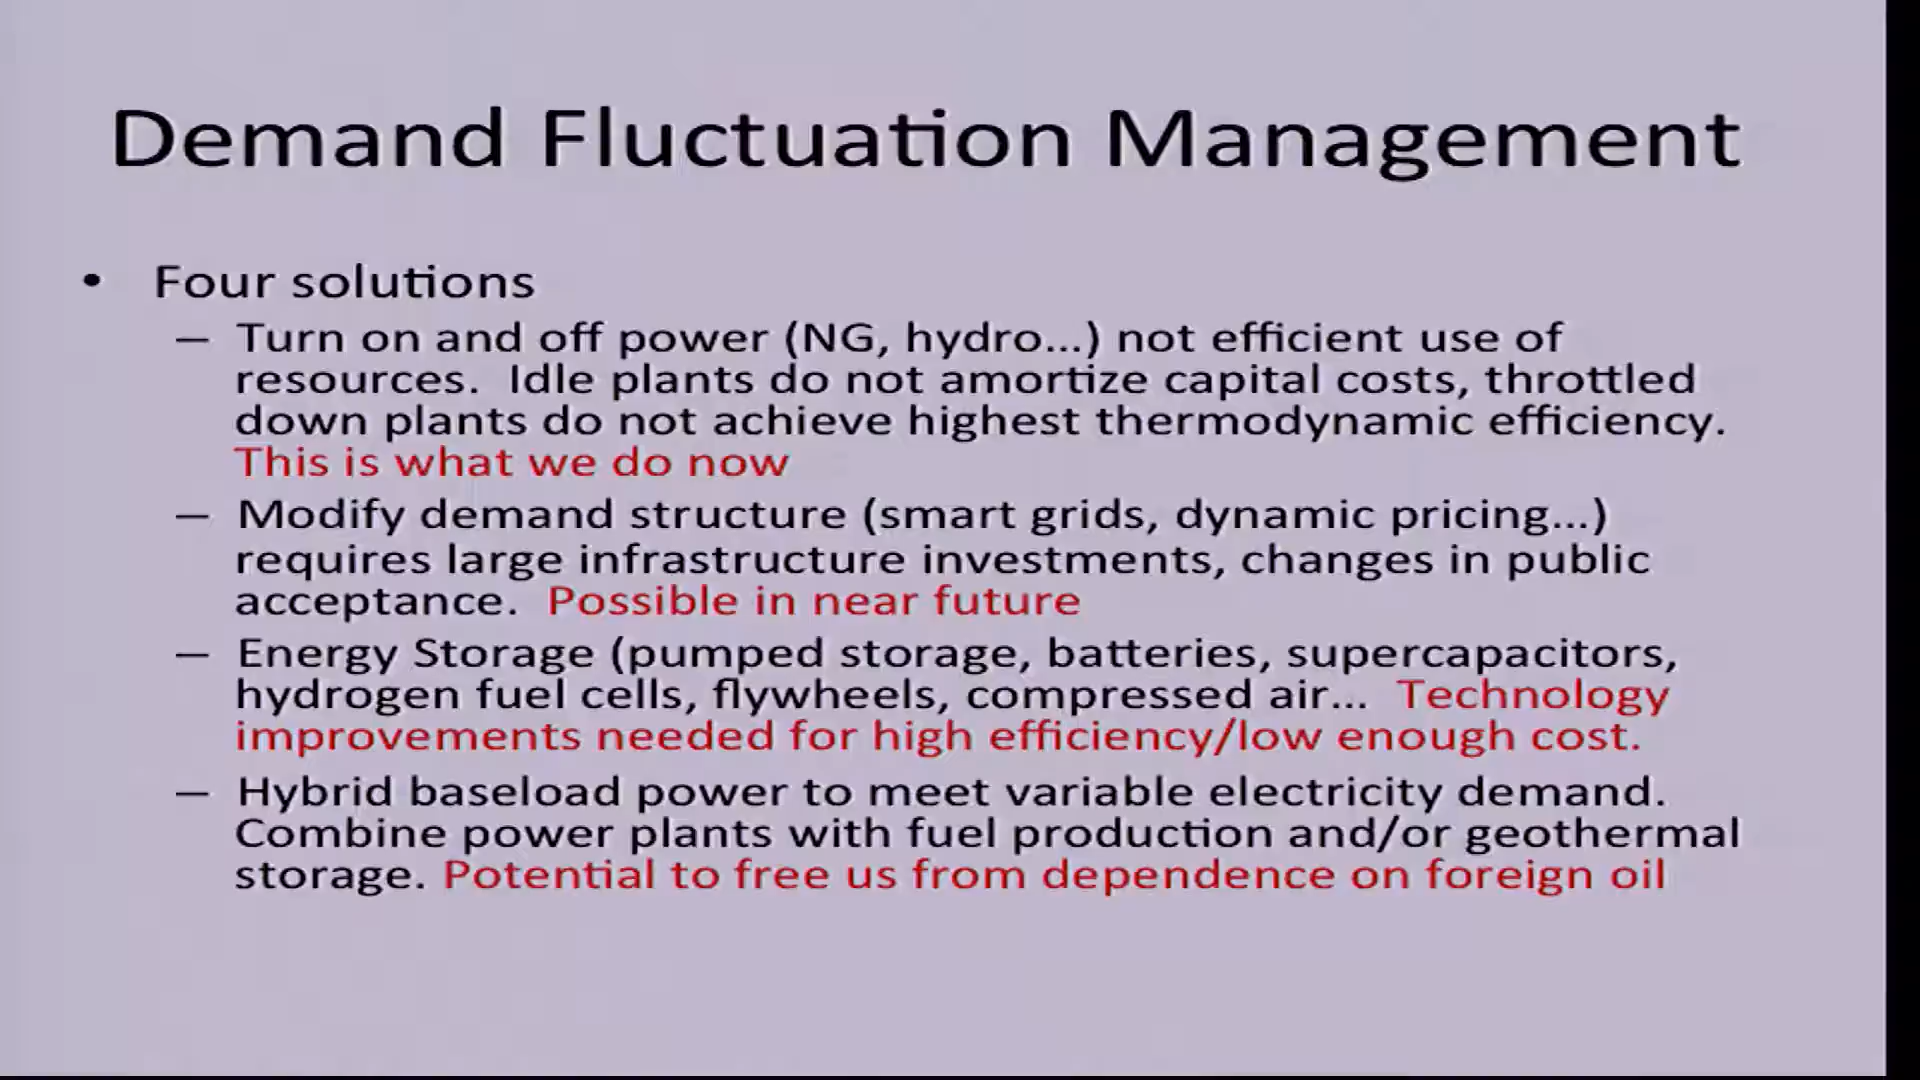 Demand Fluctuation Management
• Four solutions
– Turn on and off power (NG, hydro...) not efficient use of
resources. Idle plants do not amortize capital costs, throttled
down plants do not achieve highest thermodynamic efficiency.
This is what we do now
– Modify demand structure (smart grids, dynamic pricing...)
requires large infrastructure investments, changes in public
acceptance. Possible in near future
– Energy Storage (pumped storage, batteries, supercapacitors,
hydrogen fuel cells, flywheels, compressed air... Technology
improvements needed for high efficiency/low enough cost.
– Hybrid baseload power to meet variable electricity demand.
Combine power plants with fuel production and/or geothermal
storage. Potential to free us from dependence on foreign oil